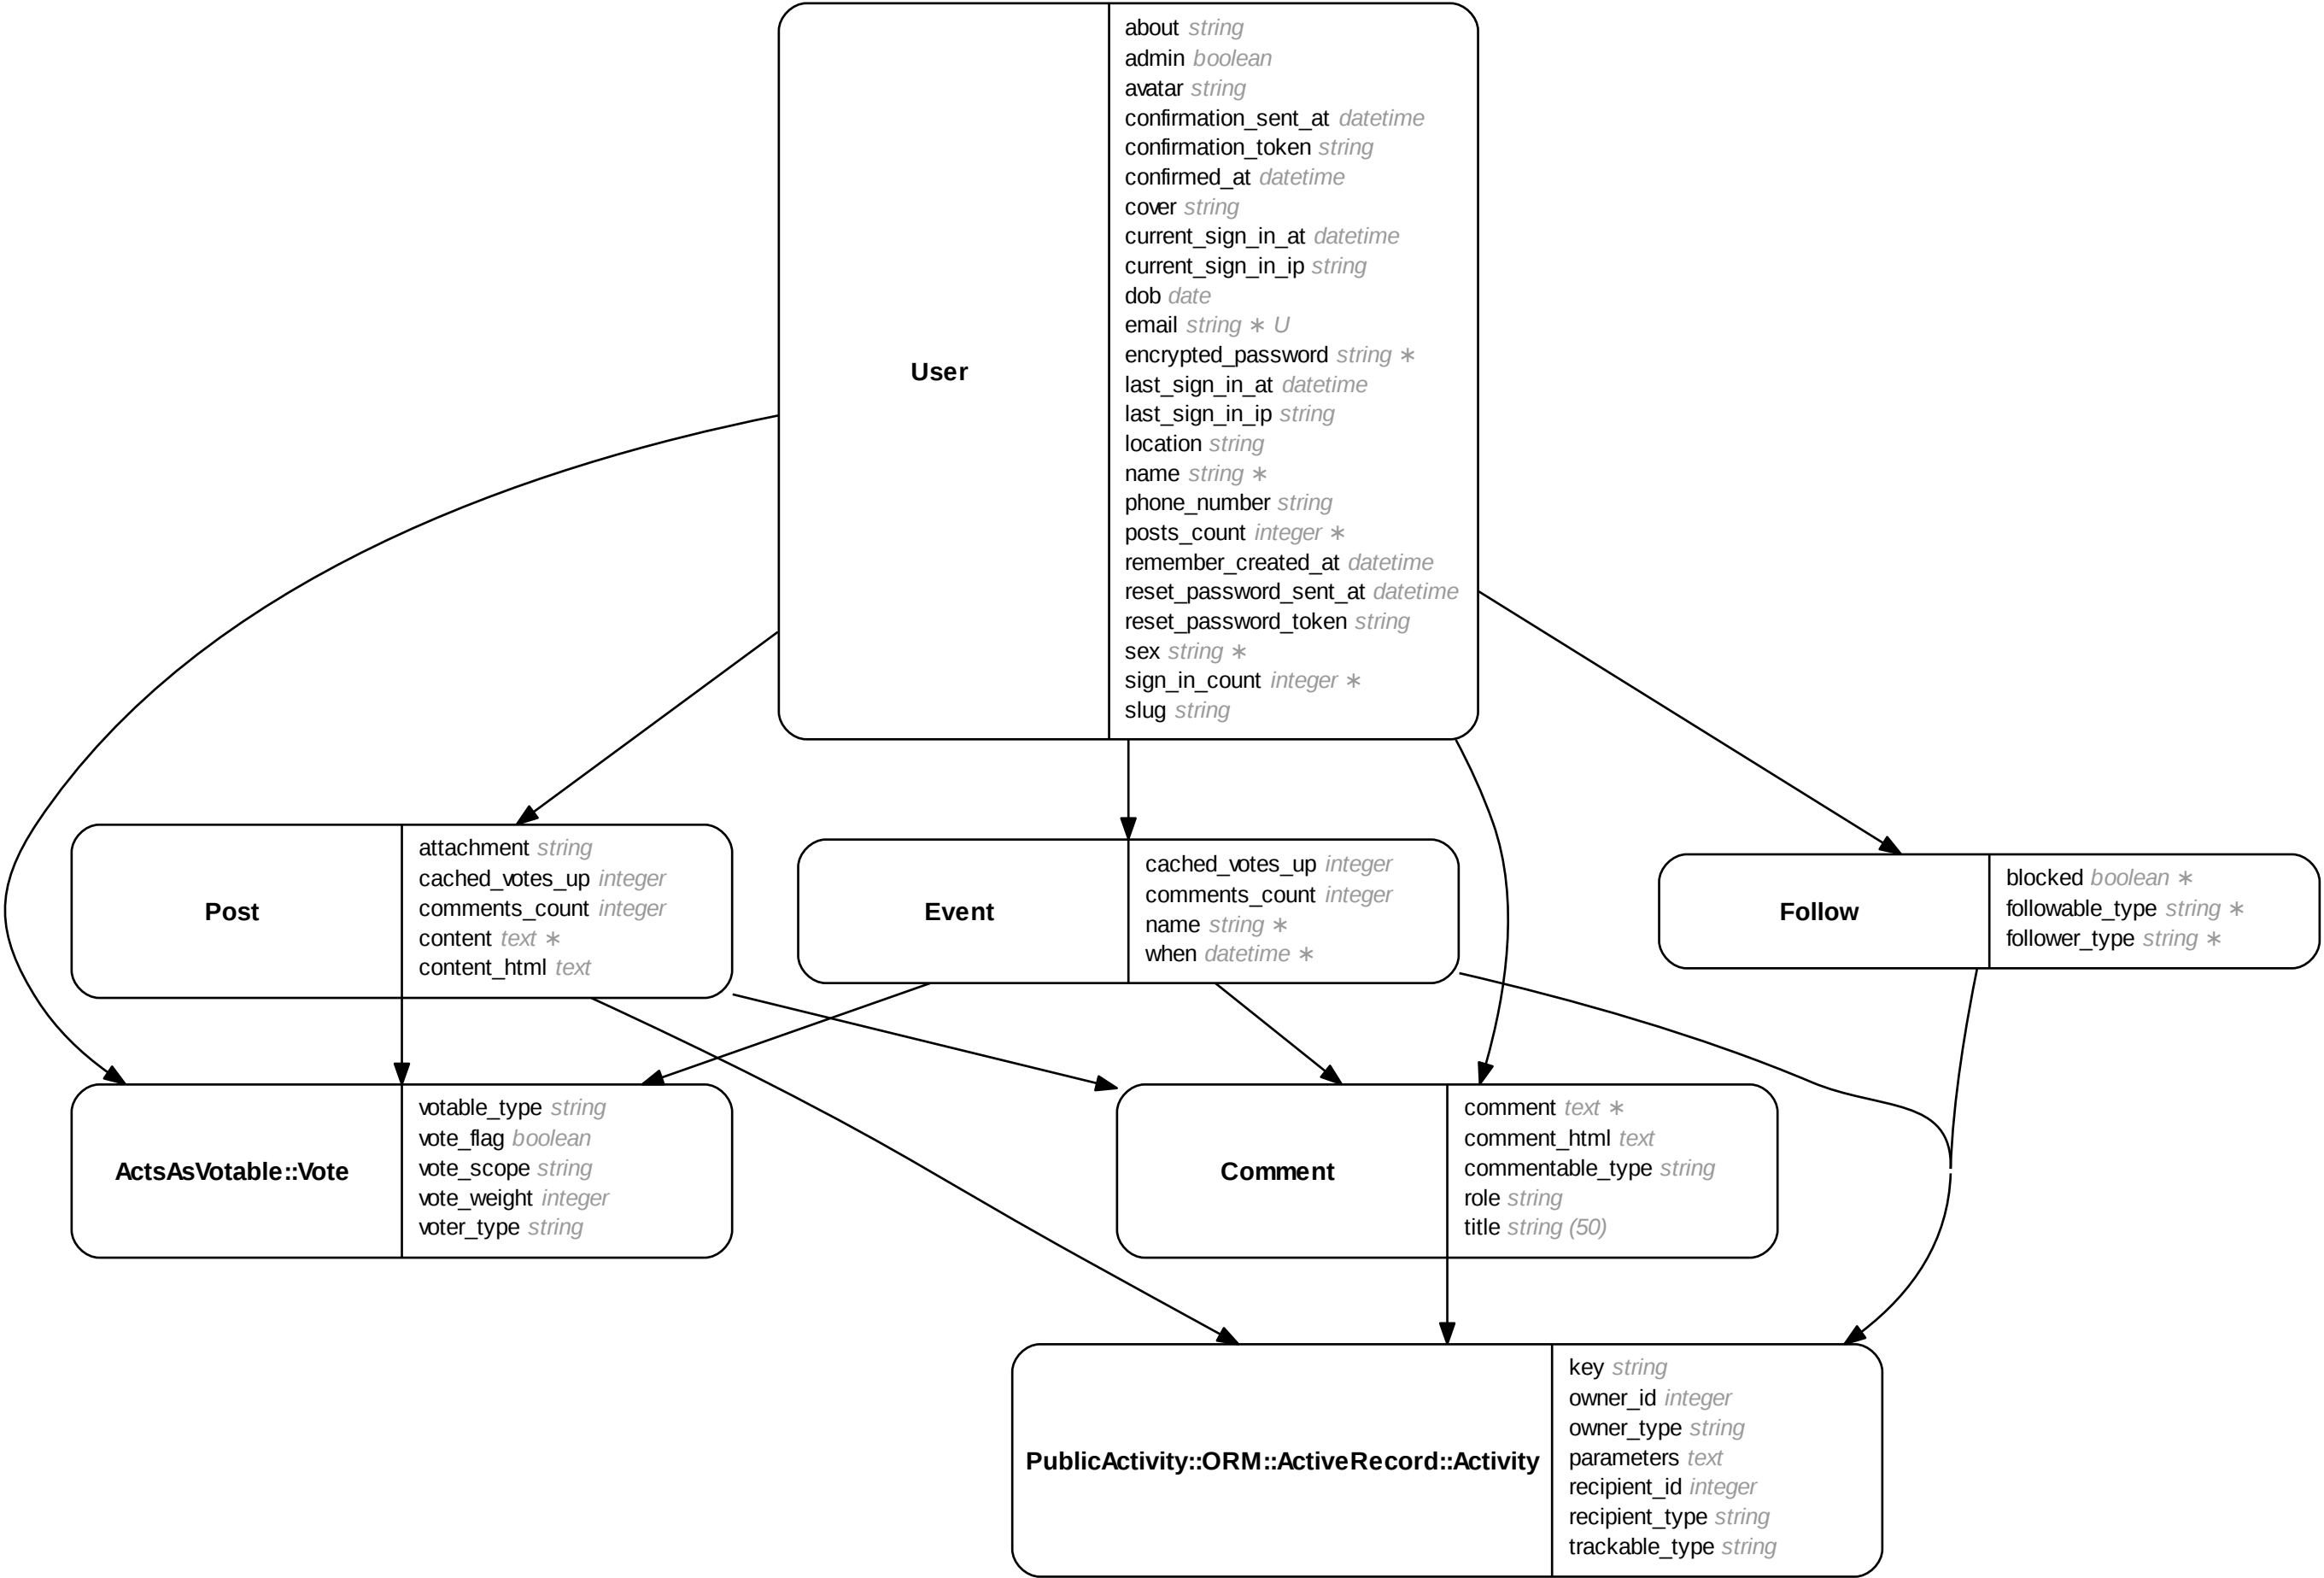 User
about string
admin boolean
avatar string
confirmation_sent_at datetime
confirmation_token string
confirmed_at datetime
cover string
current_sign_in_at datetime
current_sign_in_ip string
dob date
email string ∗ U
encrypted_password string ∗
last_sign_in_at datetime
last_sign_in_ip string
location string
name string ∗
phone_number string
posts_count integer ∗
remember_created_at datetime
reset_password_sent_at datetime
reset_password_token string
sex string ∗
sign_in_count integer ∗
slug string
Post
attachment string
cached_votes_up integer
comments_count integer
content text ∗
content_html text
Event
cached_votes_up integer
comments_count integer
name string ∗
when datetime ∗
Follow
blocked boolean ∗
followable_type string ∗
follower_type string ∗
ActsAsVotable::Vote
votable_type string
vote_flag boolean
vote_scope string
vote_weight integer
voter_type string
Comment
comment text ∗
comment_html text
commentable_type string
role string
title string (50)
PublicActivity::ORM::ActiveRecord::Activity
key string
owner_id integer
owner_type string
parameters text
recipient_id integer
recipient_type string
trackable_type string